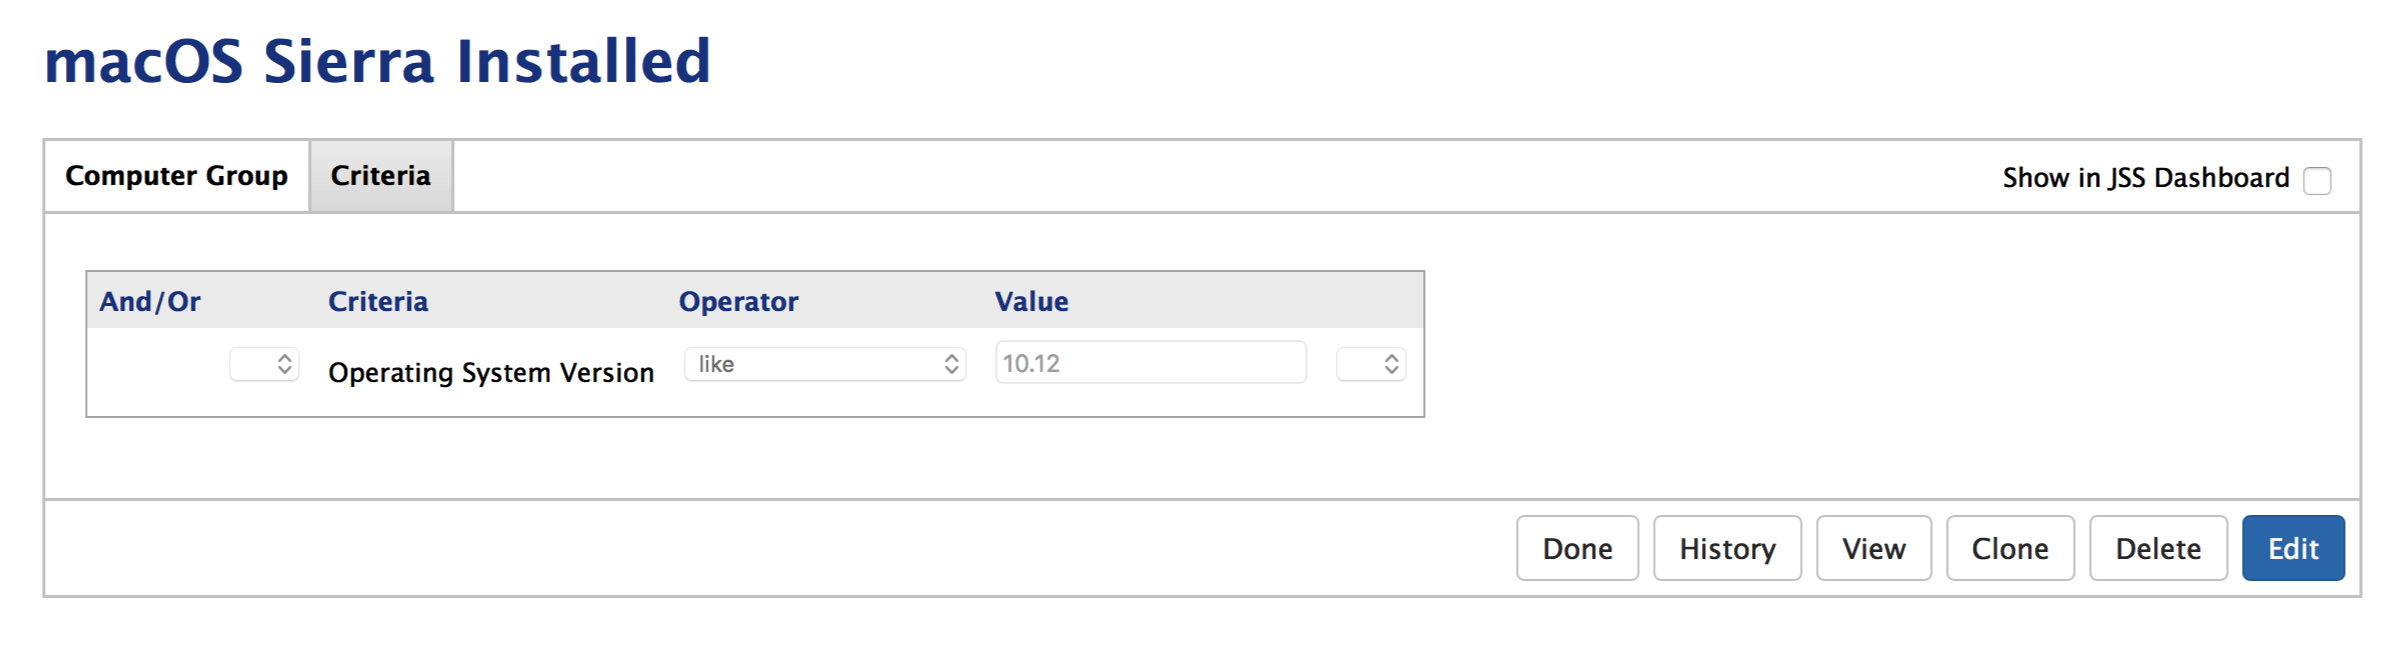 macOS Sierra Installed
Computer Group Criteria Show in JSS Dashboard
And/Or Criteria Operator Value
Operating System Version like 10.12
Done History View Clone Delete Edit